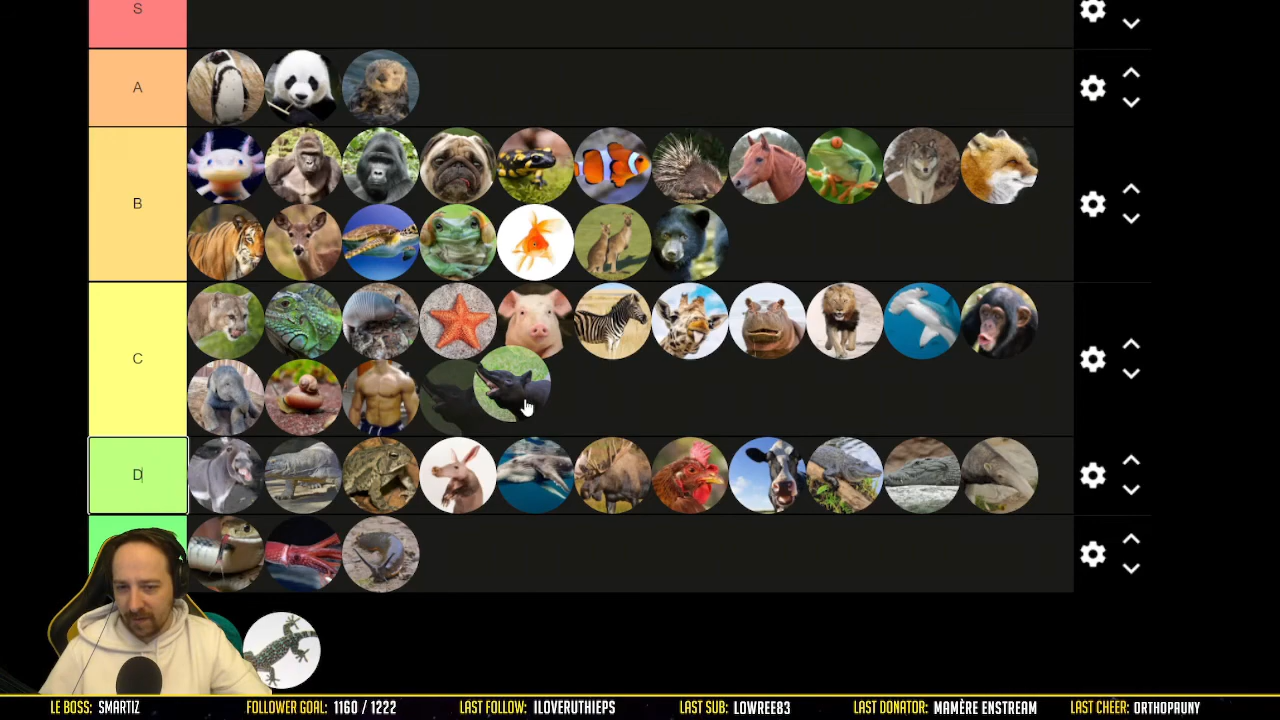 S
A
B
C
D
LE BOSS: SMARTIZ
FOLLOWER GOAL: 1160 / 1222
LAST FOLLOW: ILOVERUTHIEPS
LAST SUB: LOWREE83
LAST DONATOR: MAMÈRE ENSTREAM
LAST CHEER: ORTHOPAUNY